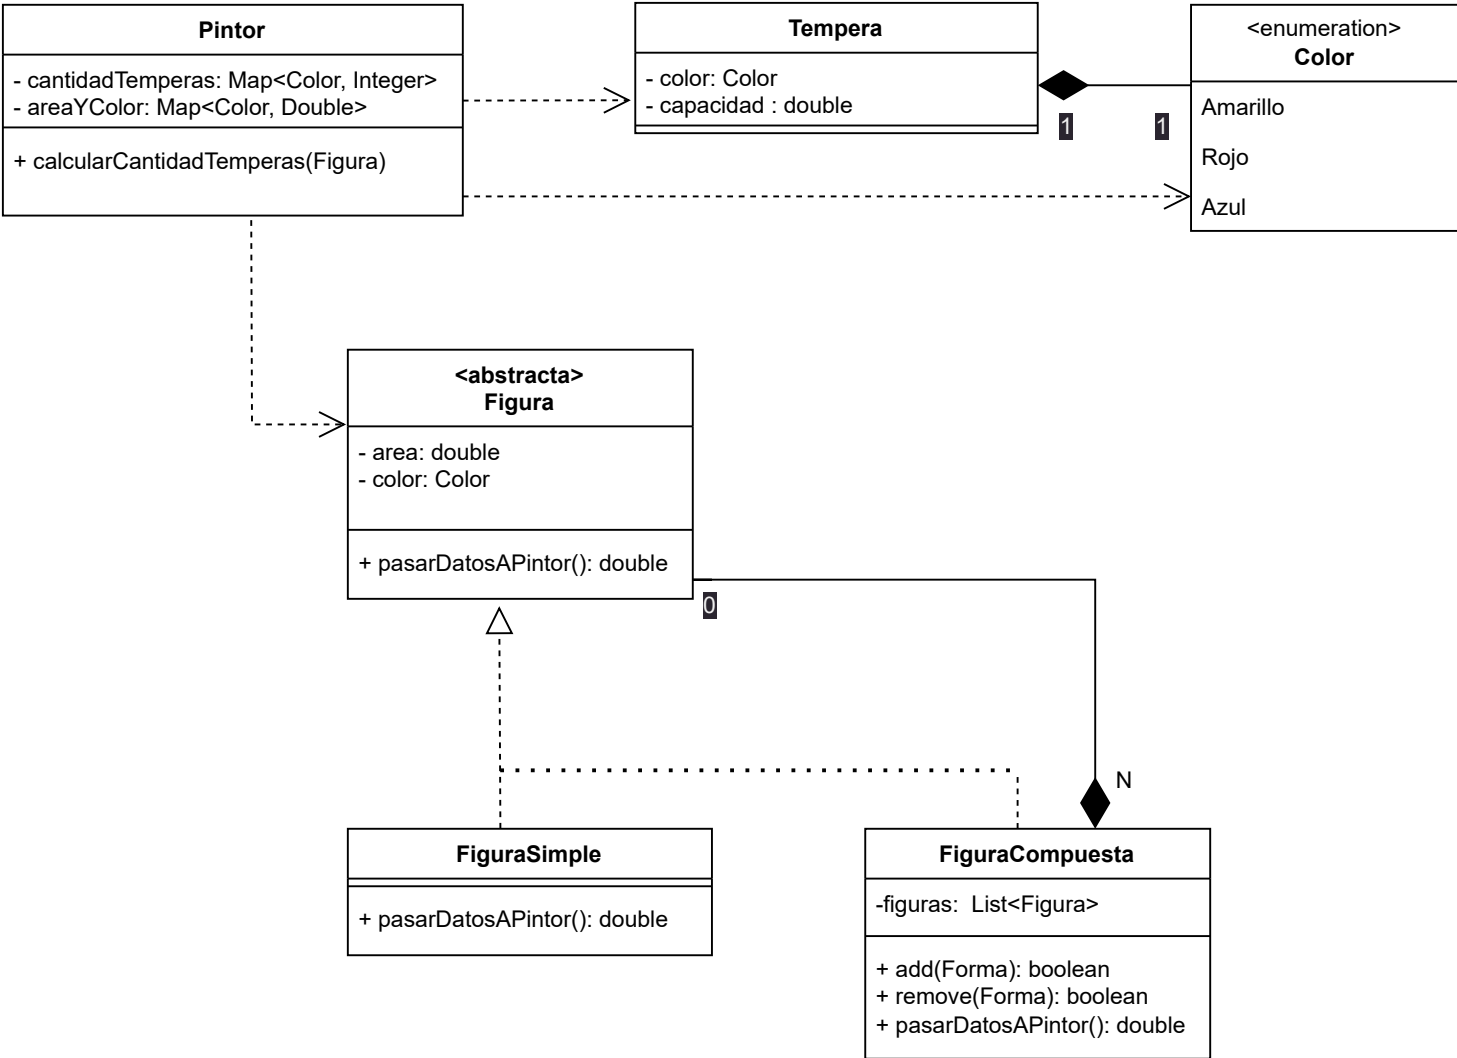 Pintor
- cantidadTemperas: Map<Color, Integer>
- areaYColor: Map<Color, Double>
+ calcularCantidadTemperas(Figura)
Tempera
- color: Color
- capacidad : double
1
1
<enumeration>
Color
Amarillo
Rojo
Azul
<abstracta>
Figura
- area: double
- color: Color
+ pasarDatosAPintor(): double
0
N
FiguraSimple
+ pasarDatosAPintor(): double
FiguraCompuesta
-figuras:  List<Figura>
+ add(Forma): boolean
+ remove(Forma): boolean
+ pasarDatosAPintor(): double